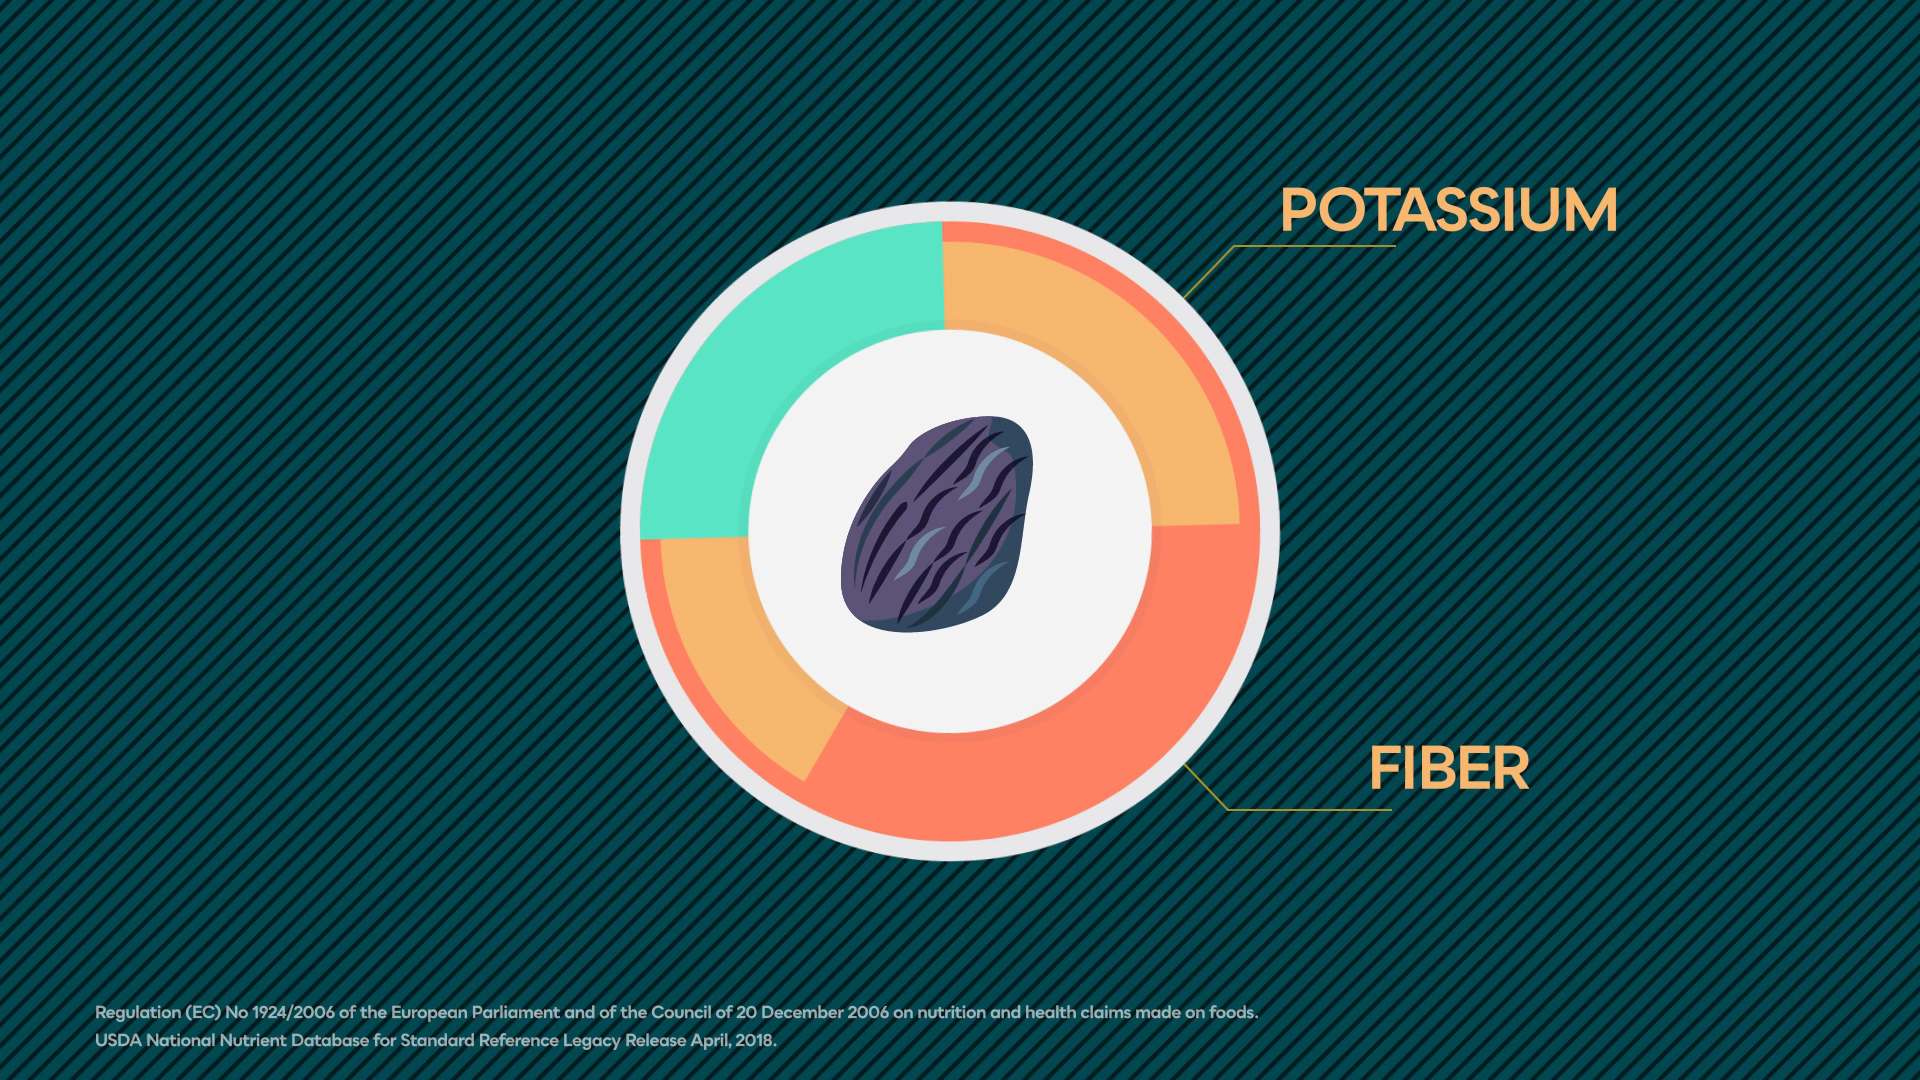 POTASSIUM
FIBER
Regulation (EC) No 1924/2006 of the European Parliament and of the Council of 20 December 2006 on nutrition and health claims made on foods.
USDA National Nutrient Database for Standard Reference Legacy Release April, 2018.